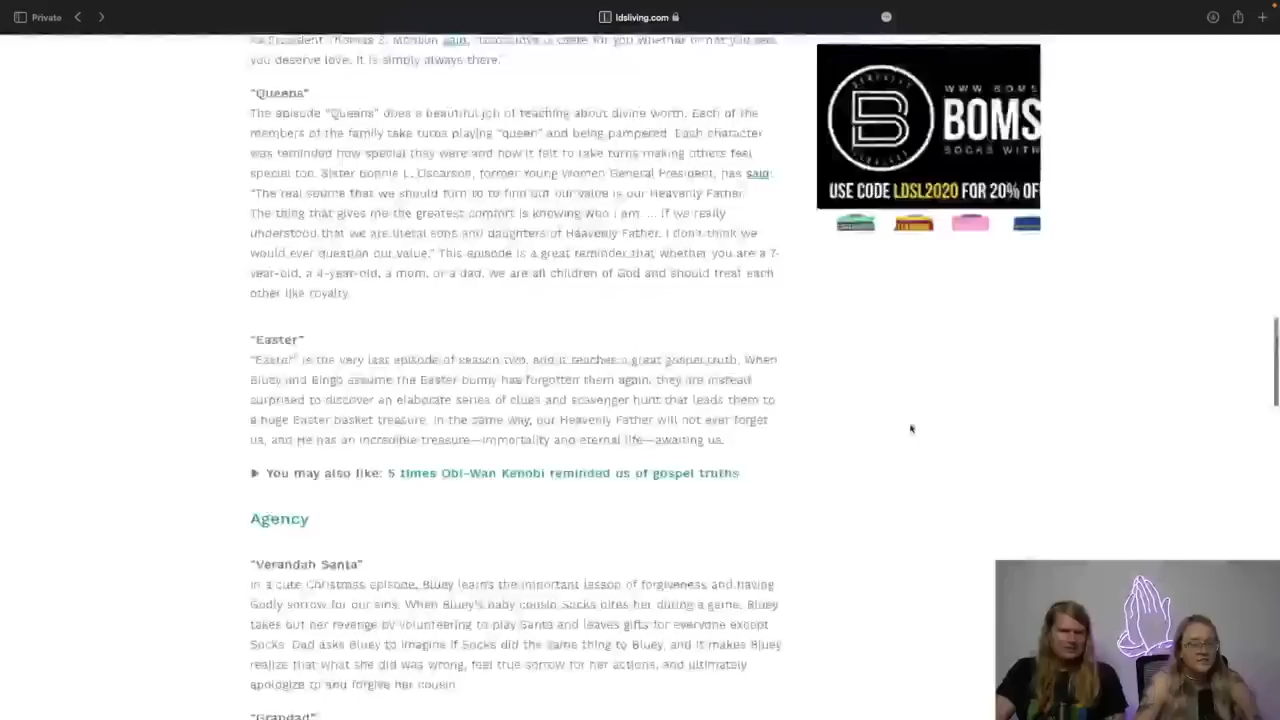 Private
ldsliving.com
you deserve love. It is simply always there."
"Queens"
The episode "Queens" does a beautiful job of teaching about divine worth. Each of the
members of the family take turns playing "queen" and being pampered. Each character
was reminded how special they were and how it felt to take turns making others feel
special too. Sister Bonnie L. Oscarson, former Young Women General President, has said:
"The real source that we should turn to to find out our value is our Heavenly Father.
The thing that gives me the greatest comfort is knowing who I am. ... If we really
understood that we are literal sons and daughters of Heavenly Father, I don't think we
would ever question our value." This episode is a great reminder that whether you are a 7-
year-old, a 4-year-old, a mom, or a dad, we are all children of God and should treat each
other like royalty.
"Easter"
"Easter" is the very last episode of season two, and it teaches a great gospel truth. When
Bluey and Bingo assume the Easter bunny has forgotten them again, they are instead
surprised to discover an elaborate series of clues and scavenger hunt that leads them to
a huge Easter basket treasure. In the same way, our Heavenly Father will not ever forget
us, and He has an incredible treasure—immortality and eternal life—awaiting us.
▶ You may also like: 5 times Obi-Wan Kenobi reminded us of gospel truths
Agency
"Verandah Santa"
In a cute Christmas episode, Bluey learns the important lesson of forgiveness and having
Godly sorrow for our sins. When Bluey's baby cousin Socks bites her during a game, Bluey
takes out her revenge by volunteering to play Santa and leaves gifts for everyone except
Socks. Dad asks Bluey to imagine if Socks did the same thing to Bluey, and it makes Bluey
realize that what she did was wrong, feel true sorrow for her actions, and ultimately
apologize to and forgive her cousin.
"Grandad"
WWW BOMS
BOMS
SOCKS WITH
USE CODE LDSL2020 FOR 20% OF